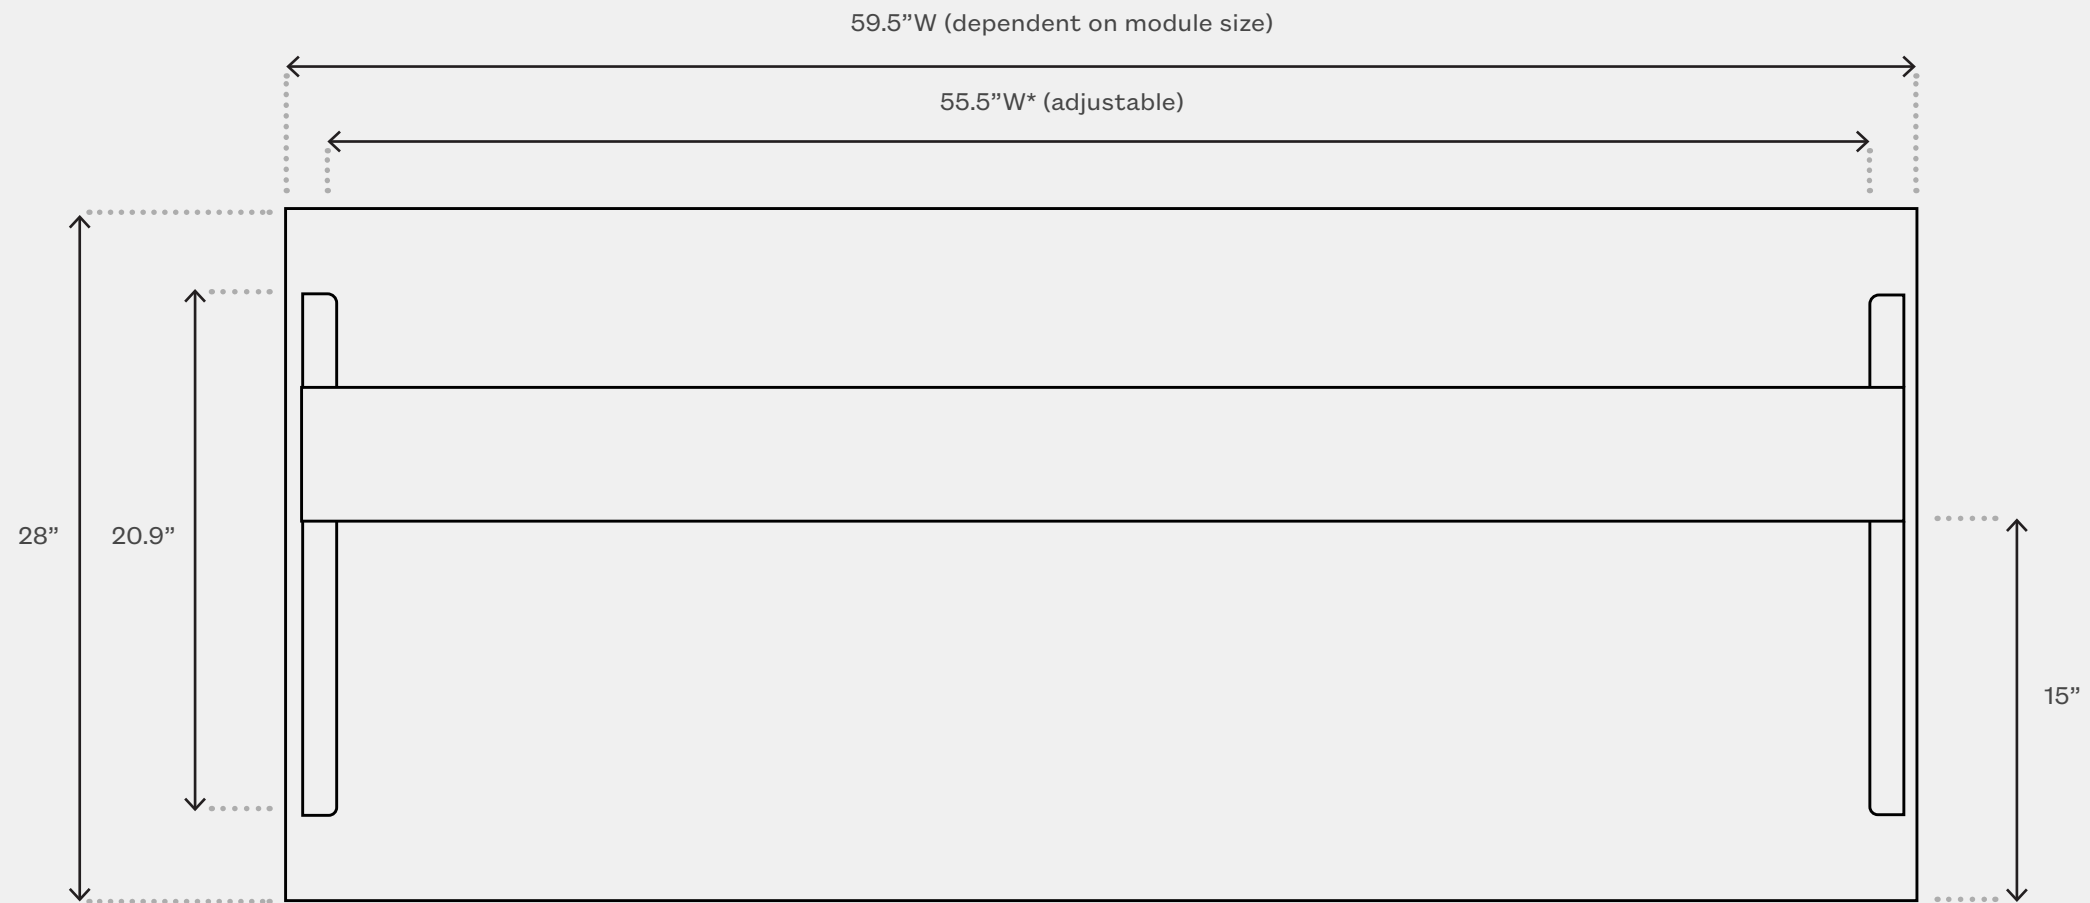 59.5”W (dependent on module size)
55.5”W* (adjustable)
28”
20.9”
15”